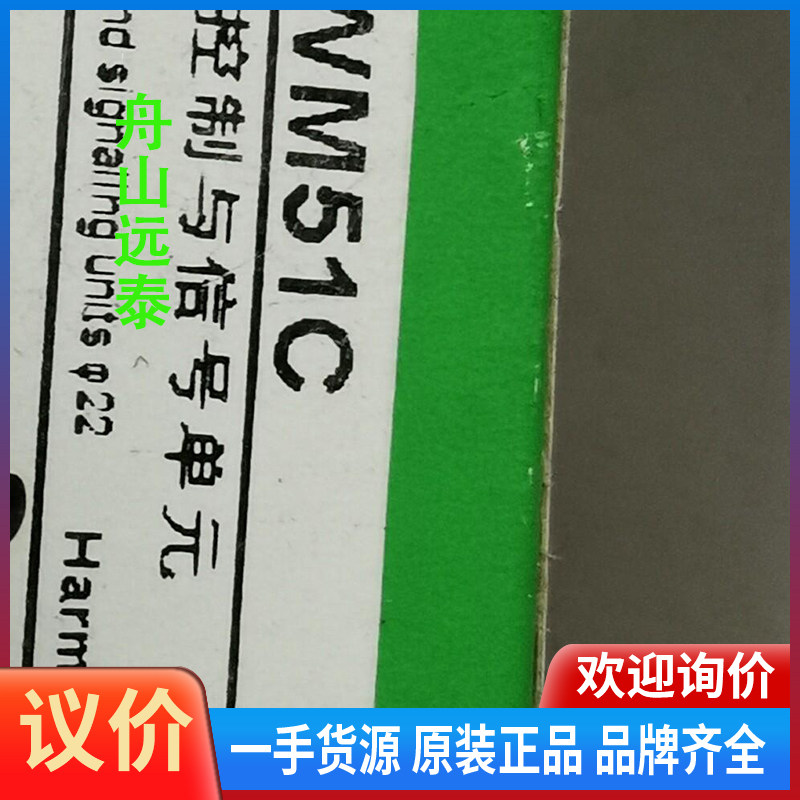 WM51C
控制与信号单元
nd signalling units φ22
Harm
舟山远泰
欢迎询价
议价
一手货源 原装正品 品牌齐全